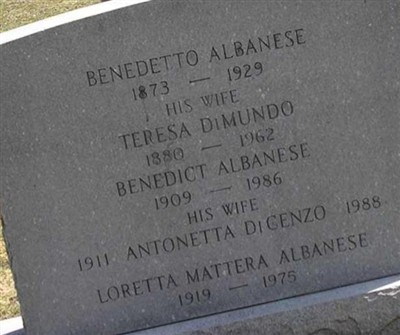 BENEDETTO ALBANESE
1873 — 1929
HIS WIFE
TERESA DiMUNDO
1880 — 1962
BENEDICT ALBANESE
1909 — 1986
HIS WIFE
1911 ANTONETTA DiCENZO 1988
LORETTA MATTERA ALBANESE
1919 — 1975